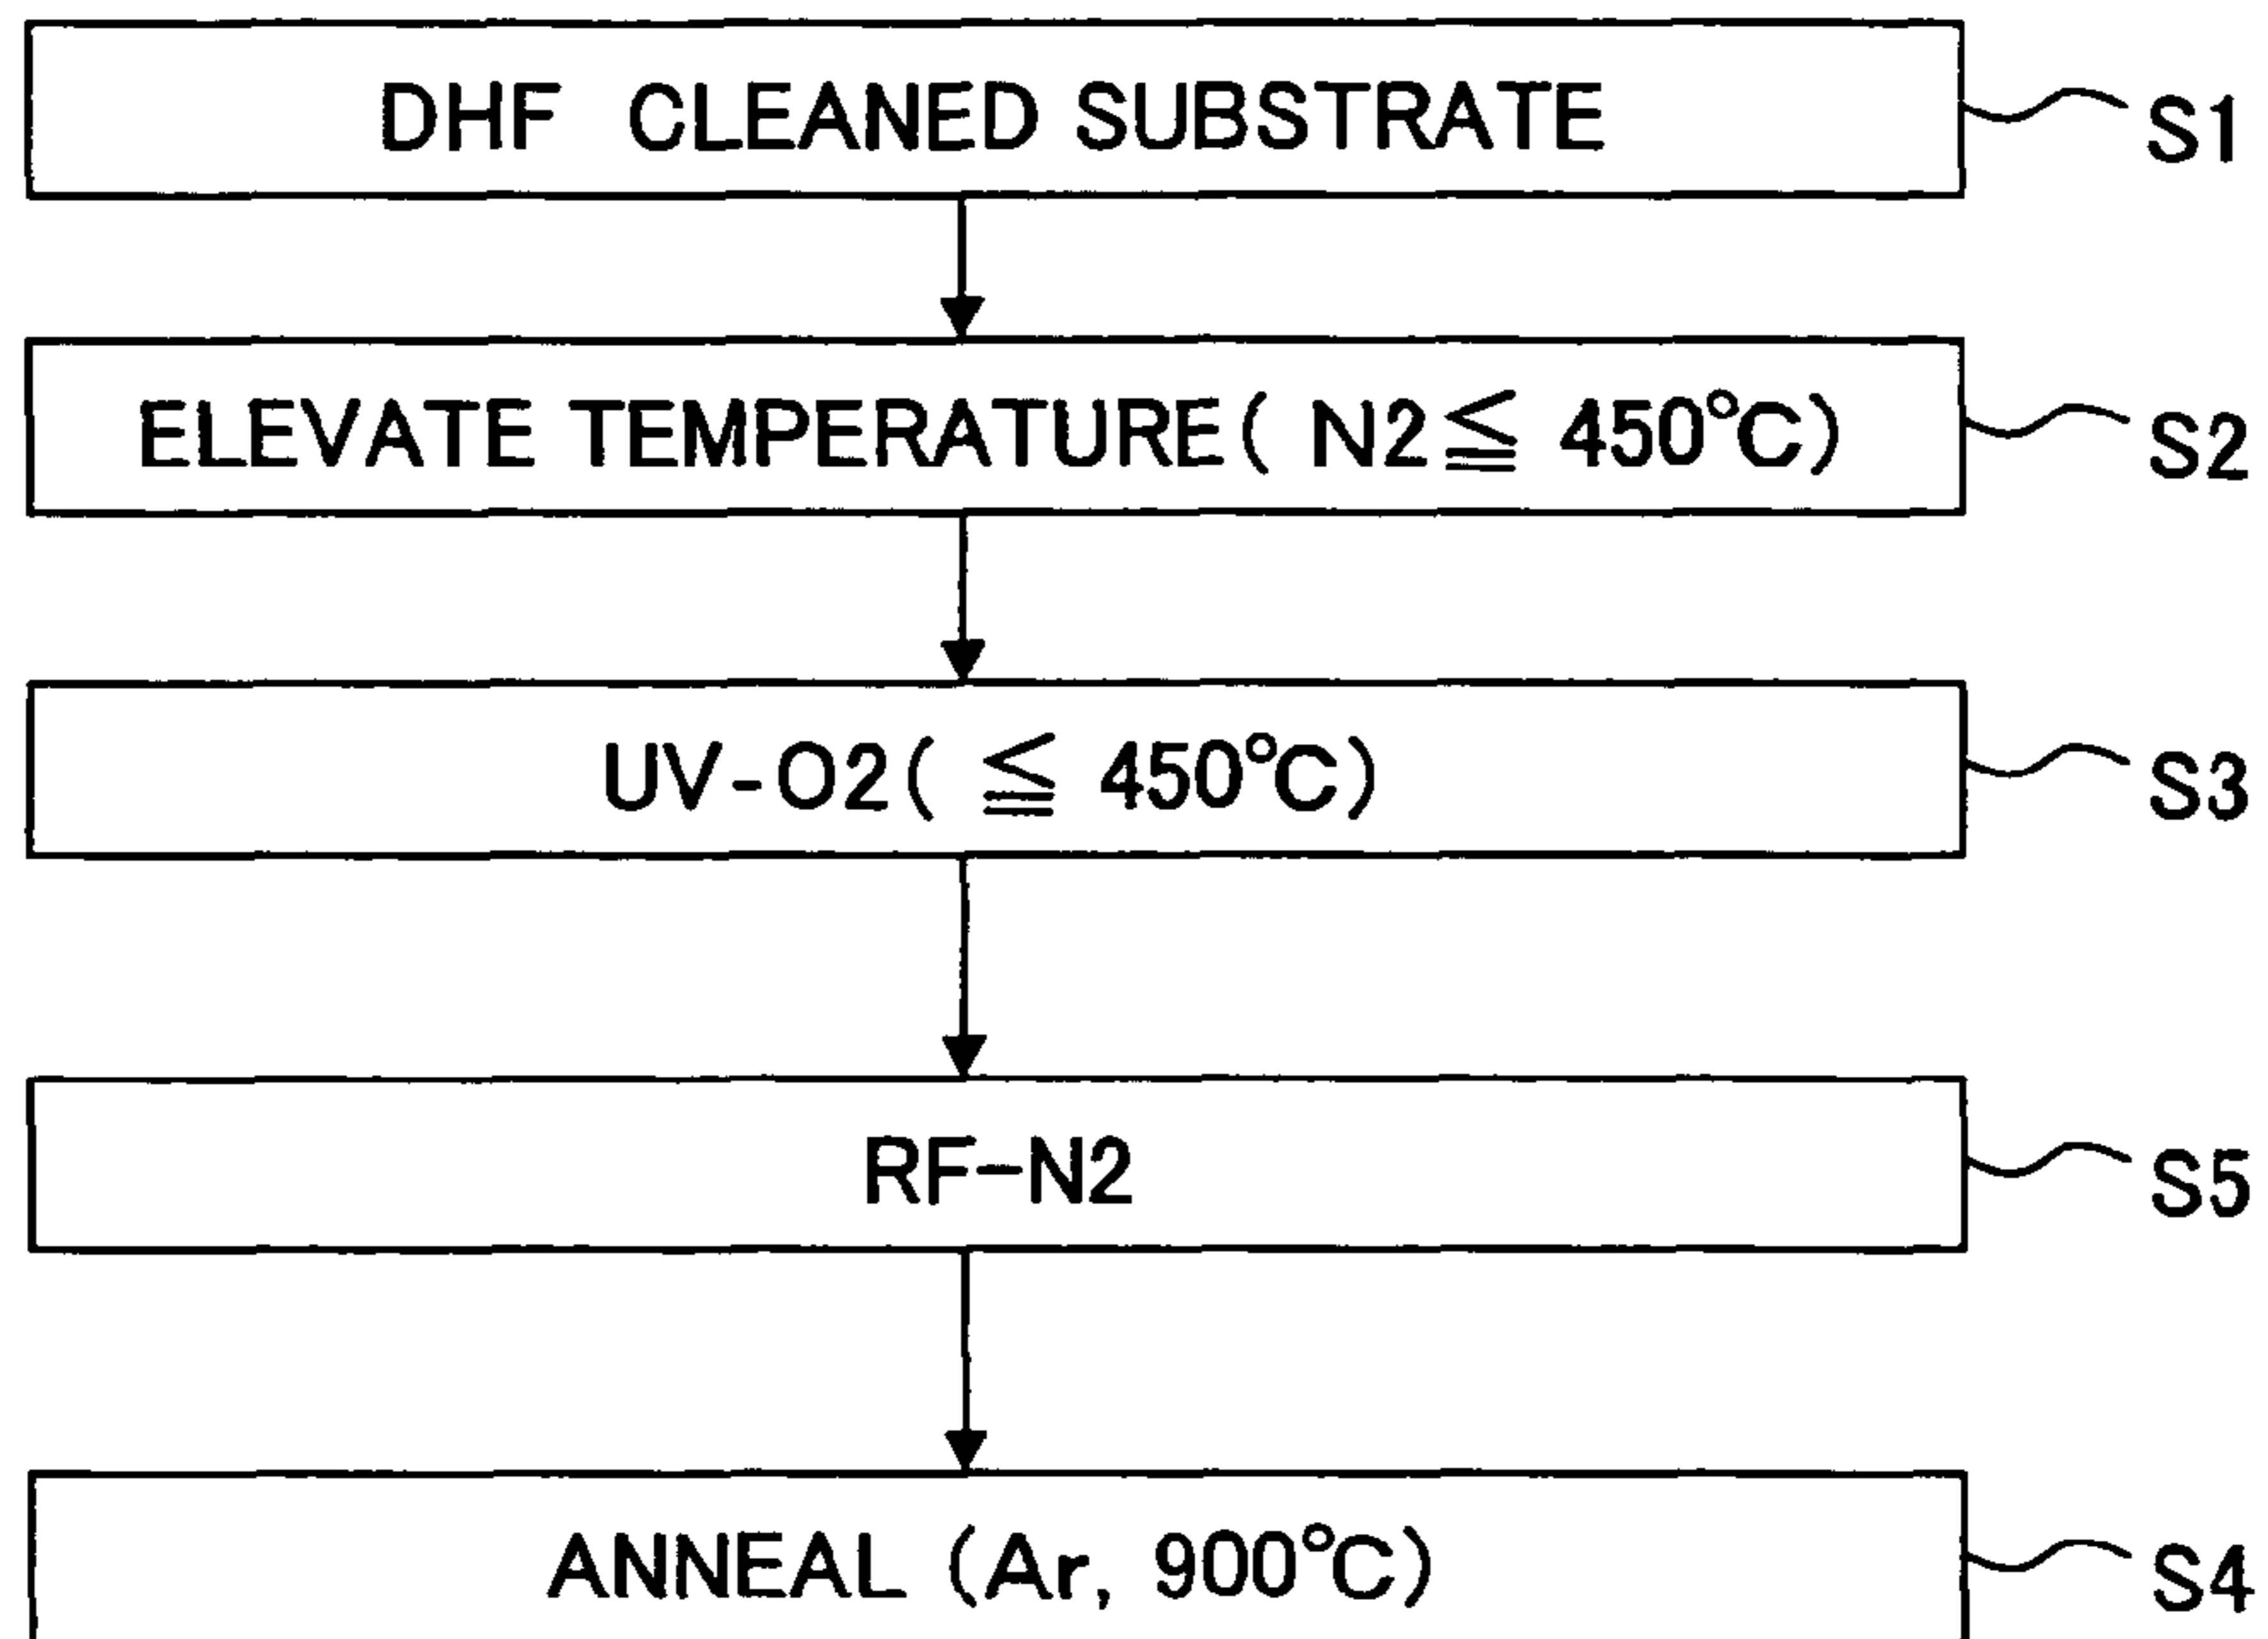 DHF CLEANED SUBSTRATE S1
ELEVATE TEMPERATURE( N2≦ 450℃) S2
UV-O2( ≦ 450℃) S3
RF-N2 S5
ANNEAL (Ar, 900℃) S4